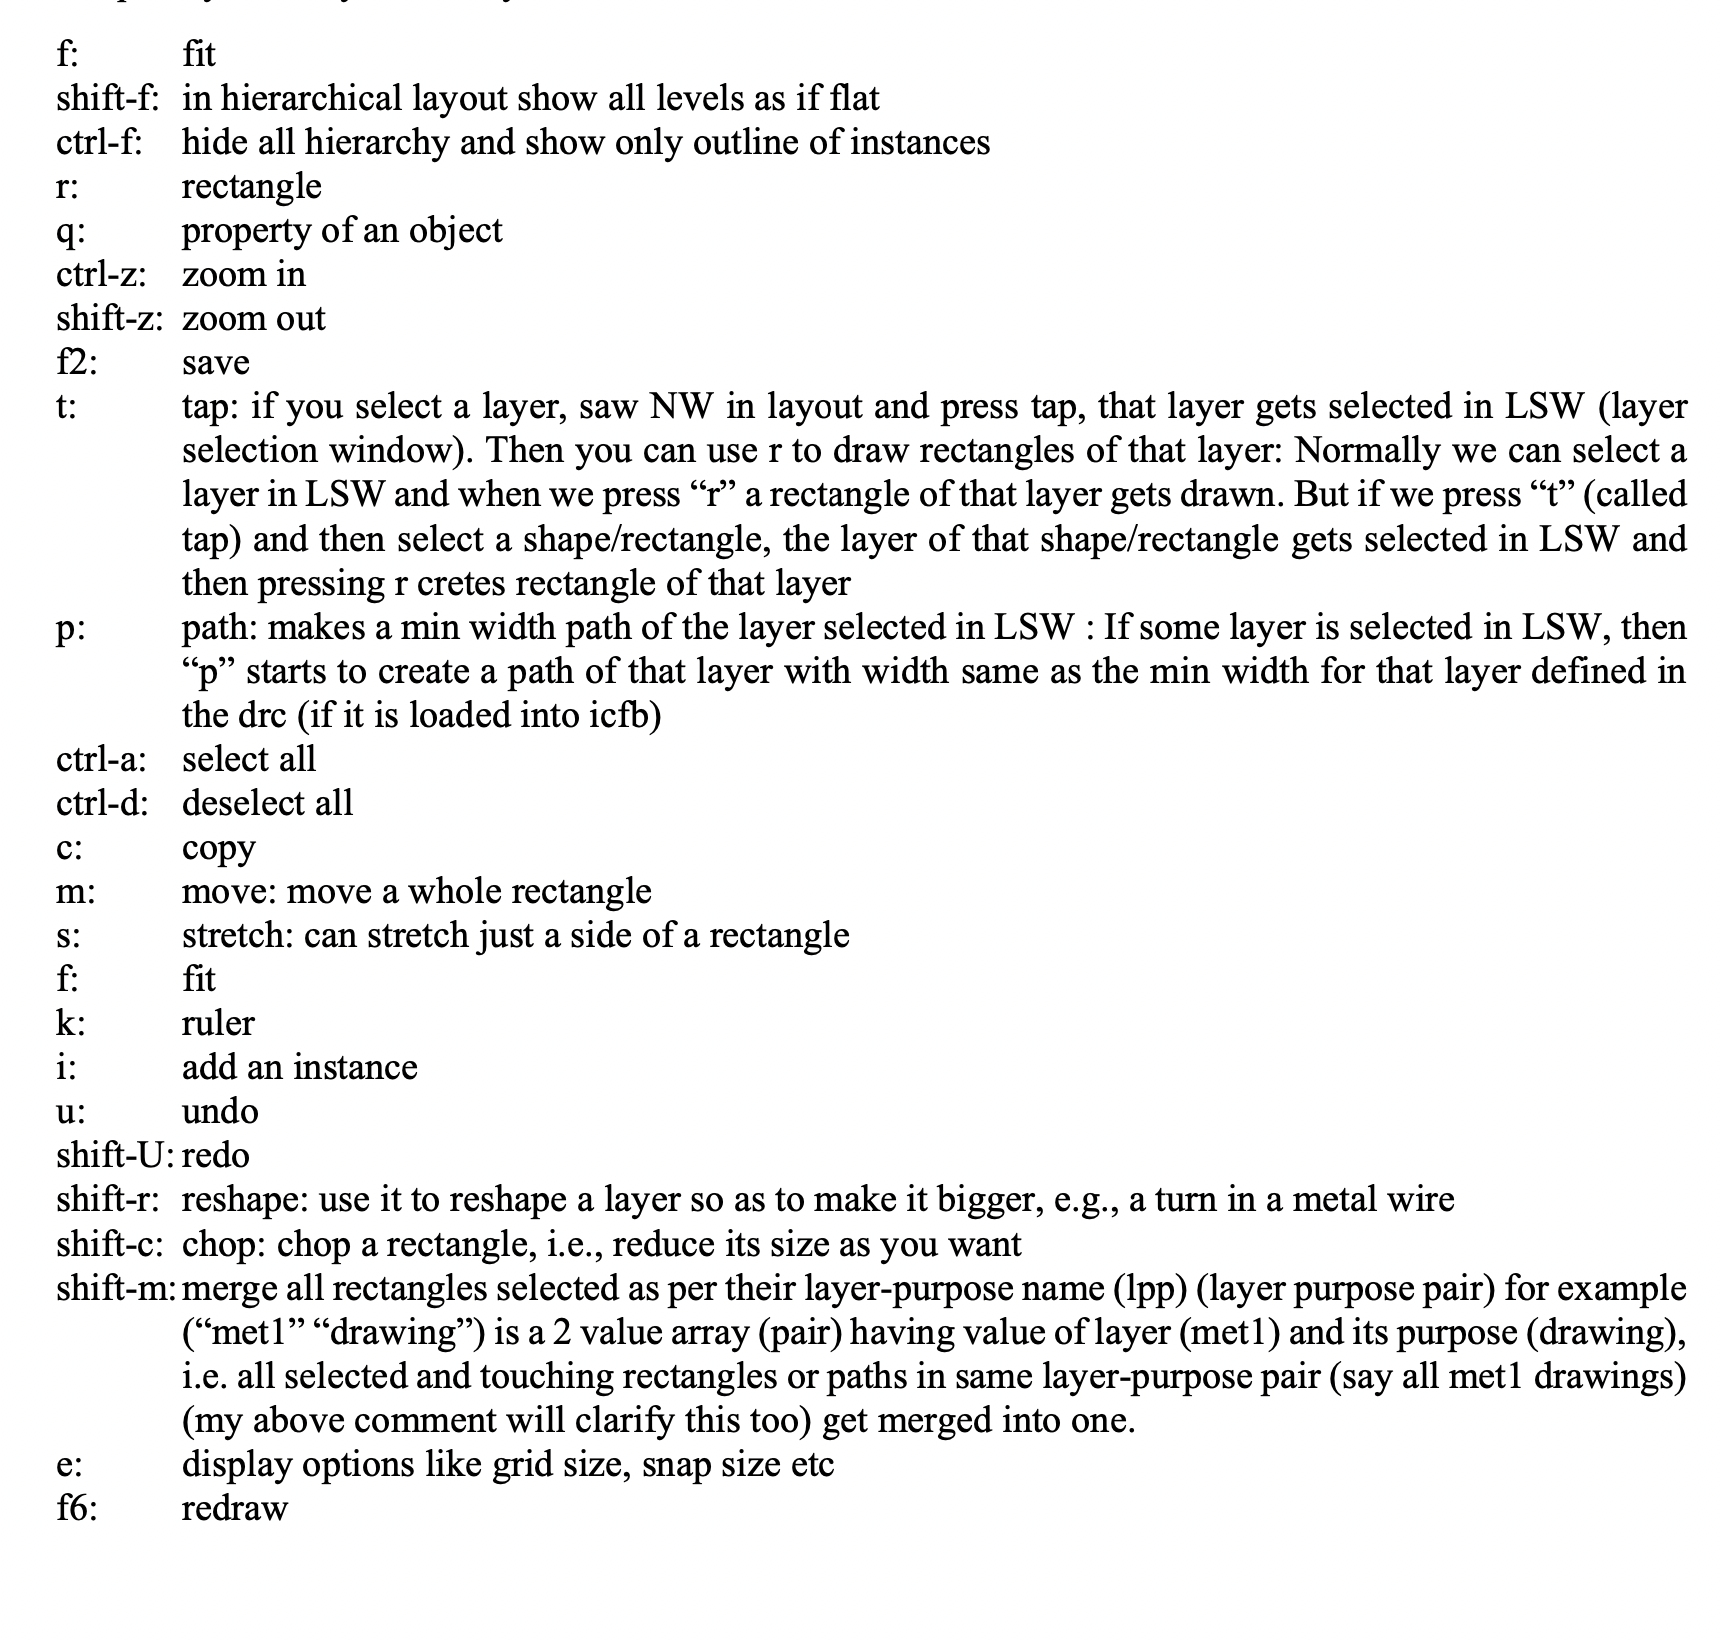 f: fit
shift-f: in hierarchical layout show all levels as if flat
ctrl-f: hide all hierarchy and show only outline of instances
r: rectangle
q: property of an object
ctrl-z: zoom in
shift-z: zoom out
f2: save
t: tap: if you select a layer, saw NW in layout and press tap, that layer gets selected in LSW (layer
selection window). Then you can use r to draw rectangles of that layer: Normally we can select a
layer in LSW and when we press “r” a rectangle of that layer gets drawn. But if we press “t” (called
tap) and then select a shape/rectangle, the layer of that shape/rectangle gets selected in LSW and
then pressing r cretes rectangle of that layer
p: path: makes a min width path of the layer selected in LSW : If some layer is selected in LSW, then
“p” starts to create a path of that layer with width same as the min width for that layer defined in
the drc (if it is loaded into icfb)
ctrl-a: select all
ctrl-d: deselect all
c: copy
m: move: move a whole rectangle
s: stretch: can stretch just a side of a rectangle
f: fit
k: ruler
i: add an instance
u: undo
shift-U: redo
shift-r: reshape: use it to reshape a layer so as to make it bigger, e.g., a turn in a metal wire
shift-c: chop: chop a rectangle, i.e., reduce its size as you want
shift-m: merge all rectangles selected as per their layer-purpose name (lpp) (layer purpose pair) for example
(“met1” “drawing”) is a 2 value array (pair) having value of layer (met1) and its purpose (drawing),
i.e. all selected and touching rectangles or paths in same layer-purpose pair (say all met1 drawings)
(my above comment will clarify this too) get merged into one.
e: display options like grid size, snap size etc
f6: redraw